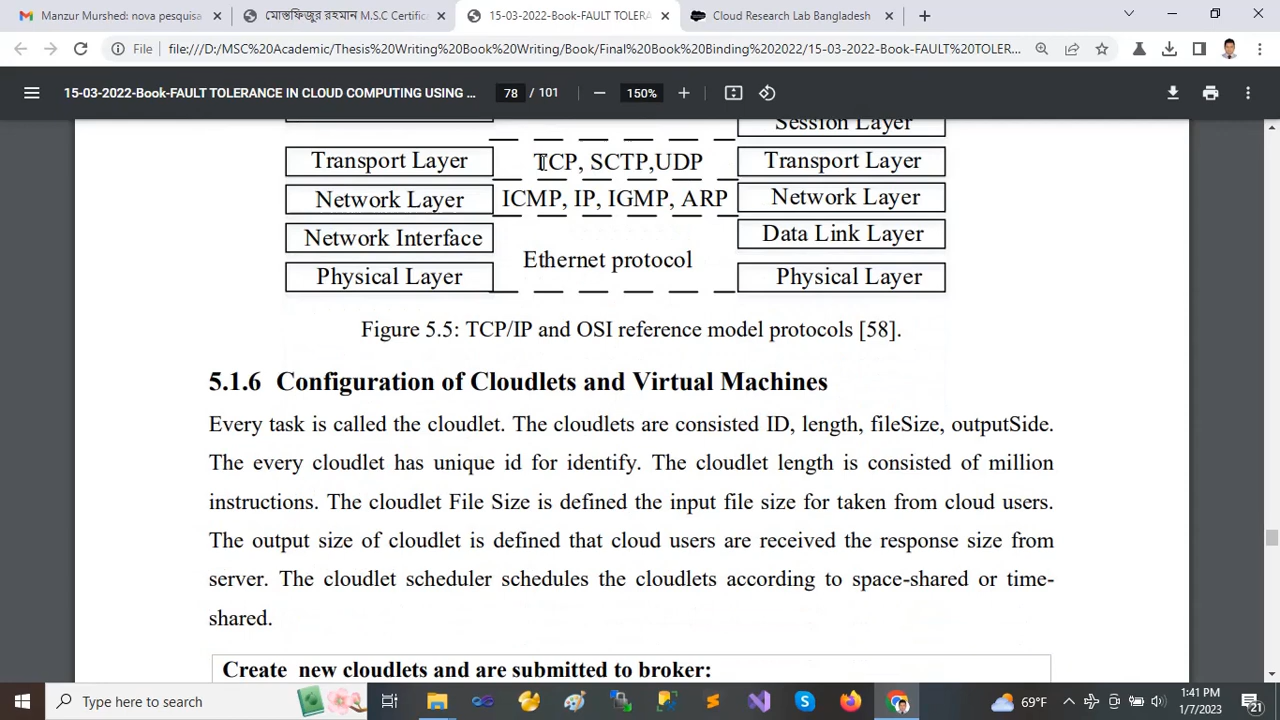 Manzur Murshed: nova pesquisa
মোস্তফিজুর রহমান M.S.C Certific
15-03-2022-Book-FAULT TOLERA
Cloud Research Lab Bangladesh
File
file:///D:/MSC%20Academic/Thesis%20Writing%20Book%20Writing/Book/Final%20Book%20Binding%202022/15-03-2022-Book-FAULT%20TOLER...
15-03-2022-Book-FAULT TOLERANCE IN CLOUD COMPUTING USING ...
78 / 101
150%
Session Layer
Transport Layer TCP, SCTP,UDP Transport Layer
Network Layer ICMP, IP, IGMP, ARP Network Layer
Network Interface Data Link Layer
Ethernet protocol
Physical Layer Physical Layer
Figure 5.5: TCP/IP and OSI reference model protocols [58].
5.1.6 Configuration of Cloudlets and Virtual Machines
Every task is called the cloudlet. The cloudlets are consisted ID, length, fileSize, outputSide.
The every cloudlet has unique id for identify. The cloudlet length is consisted of million
instructions. The cloudlet File Size is defined the input file size for taken from cloud users.
The output size of cloudlet is defined that cloud users are received the response size from
server. The cloudlet scheduler schedules the cloudlets according to space-shared or time-
shared.
Create new cloudlets and are submitted to broker:
Type here to search
69°F
1:41 PM
1/7/2023
21